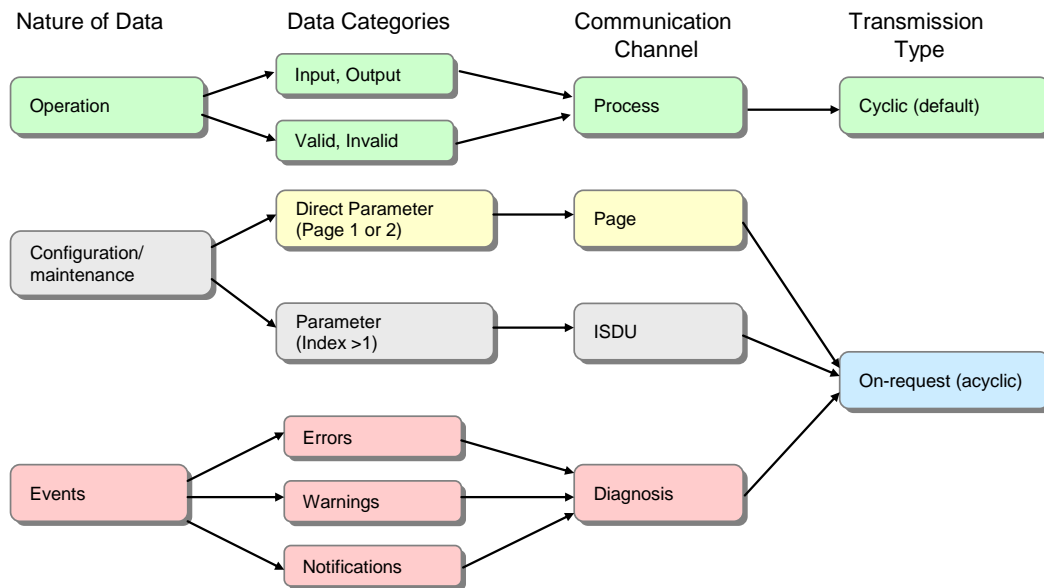 Nature of Data
Data Categories
Communication
Channel
Transmission
Type
Operation
Input, Output
Valid, Invalid
Process
Cyclic (default)
Configuration/
maintenance
Direct Parameter
(Page 1 or 2)
Page
Parameter
(Index >1)
ISDU
On-request (acyclic)
Events
Errors
Warnings
Notifications
Diagnosis